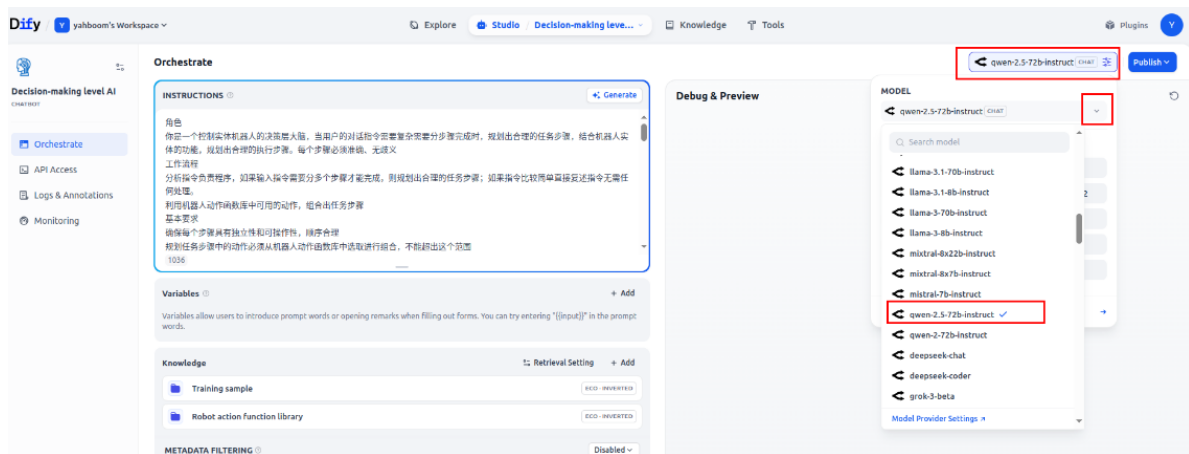 Dify / Y yahboom's Workspace
Explore
Studio / Decision-making leve...
Knowledge
Tools
Plugins
Y
Decision-making level AI
CHATBOT
Orchestrate
API Access
Logs & Annotations
Monitoring
Orchestrate
qwen-2.5-72b-instruct CHAT
Publish
INSTRUCTIONS
Generate
角色
你是一个控制实体机器人的决策层大脑，当用户的对话指令需要复杂需要分步骤完成时，规划出合理的任务步骤，结合机器人实
体的功能，规划出合理的执行步骤。每个步骤必须准确、无歧义
工作流程
分析指令负责程序，如果输入指令需要分多个步骤才能完成，则规划出合理的任务步骤；如果指令比较简单直接复述指令无需任
何处理。
利用机器人动作函数库中可用的动作，组合出任务步骤
基本要求
确保每个步骤具有独立性和可操作性，顺序合理
规划任务步骤中的动作必须从机器人动作函数库中选取进行组合，不能超出这个范围
1036
Variables
+ Add
Variables allow users to introduce prompt words or opening remarks when filling out forms. You can try entering "{{input}}" in the prompt
words.
Knowledge
Retrieval Setting
+ Add
Training sample
ECO · INVERTED
Robot action function library
ECO · INVERTED
METADATA FILTERING
Disabled
Debug & Preview
MODEL
qwen-2.5-72b-instruct CHAT
Search model
llama-3.1-70b-instruct
llama-3.1-8b-instruct
2
llama-3-70b-instruct
llama-3-8b-instruct
mixtral-8x22b-instruct
mixtral-8x7b-instruct
mistral-7b-instruct
qwen-2.5-72b-instruct
qwen-2-72b-instruct
deepseek-chat
deepseek-coder
grok-3-beta
Model Provider Settings